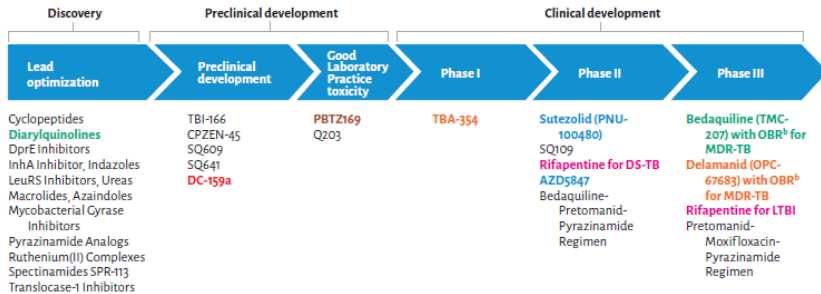 Discovery
Preclinical development
Clinical development
Lead
optimization
Preclinical
development
Good
Laboratory
Practice
toxicity
Phase I
Phase II
Phase III
Cyclopeptides
Diarylquinolines
DprE Inhibitors
InhA Inhibitor, Indazoles
LeuRS Inhibitors, Ureas
Macrolides, Azaindoles
Mycobacterial Gyrase
Inhibitors
Pyrazinamide Analogs
Ruthenium(II) Complexes
Spectinamides SPR-113
Translocase-1 Inhibitors
TBI-166
CPZEN-45
SQ609
SQ641
DC-159a
PBTZ169
Q203
TBA-354
Sutezolid (PNU-
100480)
SQ109
Rifapentine for DS-TB
AZD5847
Bedaquiline-
Pretomanid-
Pyrazinamide
Regimen
Bedaquiline (TMC-
207) with OBRᵇ for
MDR-TB
Delamanid (OPC-
67683) with OBRᵇ
for MDR-TB
Rifapentine for LTBI
Pretomanid-
Moxifloxacin-
Pyrazinamide
Regimen